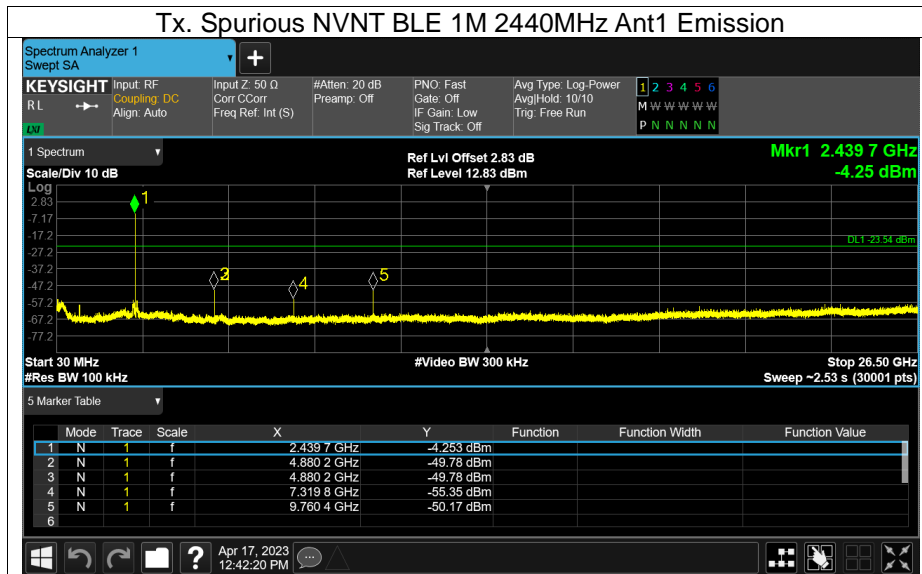 Tx. Spurious NVNT BLE 1M 2440MHz Ant1 Emission
Spectrum Analyzer 1
Swept SA
+
KEYSIGHT Input: RF Input Z: 50 Ω #Atten: 20 dB PNO: Fast Avg Type: Log-Power 1 2 3 4 5 6
R L Coupling: DC Corr CCorr Preamp: Off Gate: Off Avg|Hold: 10/10 M W W W W W
Align: Auto Freq Ref: Int (S) IF Gain: Low Trig: Free Run
LXI Sig Track: Off P N N N N N
1 Spectrum Ref Lvl Offset 2.83 dB Mkr1 2.439 7 GHz
Scale/Div 10 dB Ref Level 12.83 dBm -4.25 dBm
Log
2.83 1
-7.17
-17.2 DL1 -23.54 dBm
-27.2
-37.2
-47.2 4 5
-57.2
-67.2
-77.2
Start 30 MHz #Video BW 300 kHz Stop 26.50 GHz
#Res BW 100 kHz Sweep ~2.53 s (30001 pts)
5 Marker Table
Mode Trace Scale X Y Function Function Width Function Value
1 N 1 f 2.439 7 GHz -4.253 dBm
2 N 1 f 4.880 2 GHz -49.78 dBm
3 N 1 f 4.880 2 GHz -49.78 dBm
4 N 1 f 7.319 8 GHz -55.35 dBm
5 N 1 f 9.760 4 GHz -50.17 dBm
6
? Apr 17, 2023
12:42:20 PM